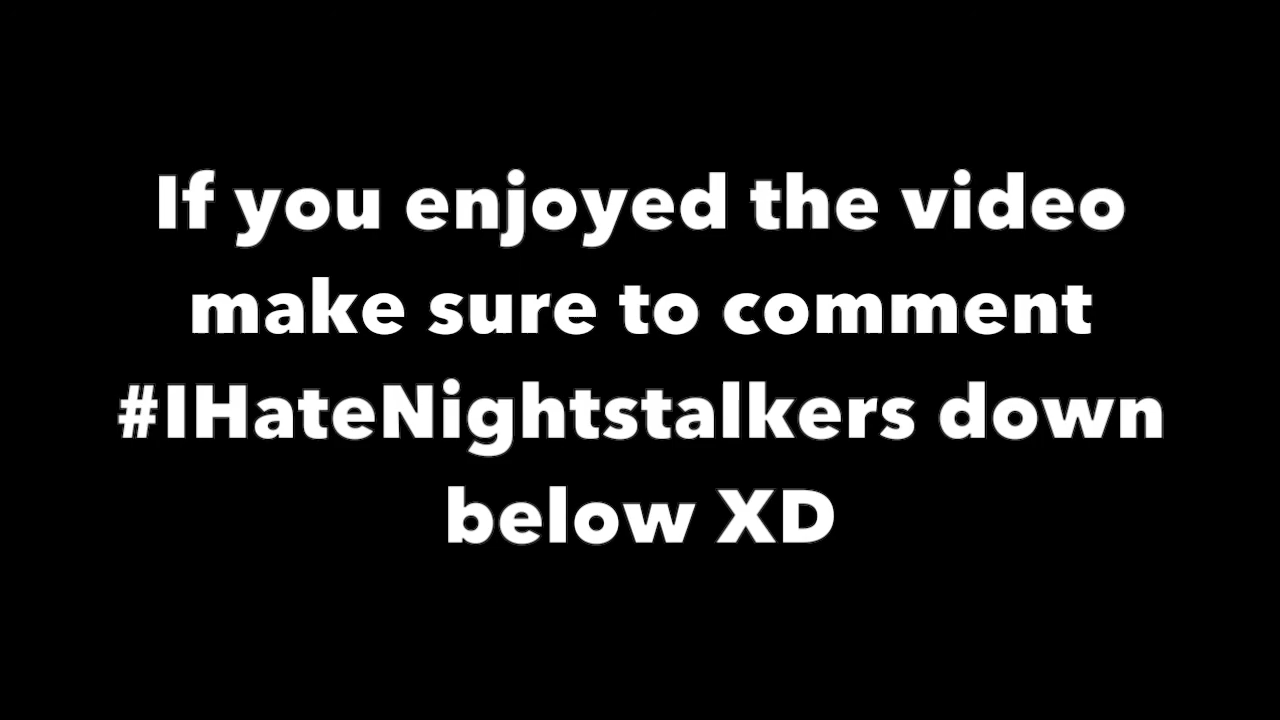 If you enjoyed the video
make sure to comment
#IHateNightstalkers down
below XD